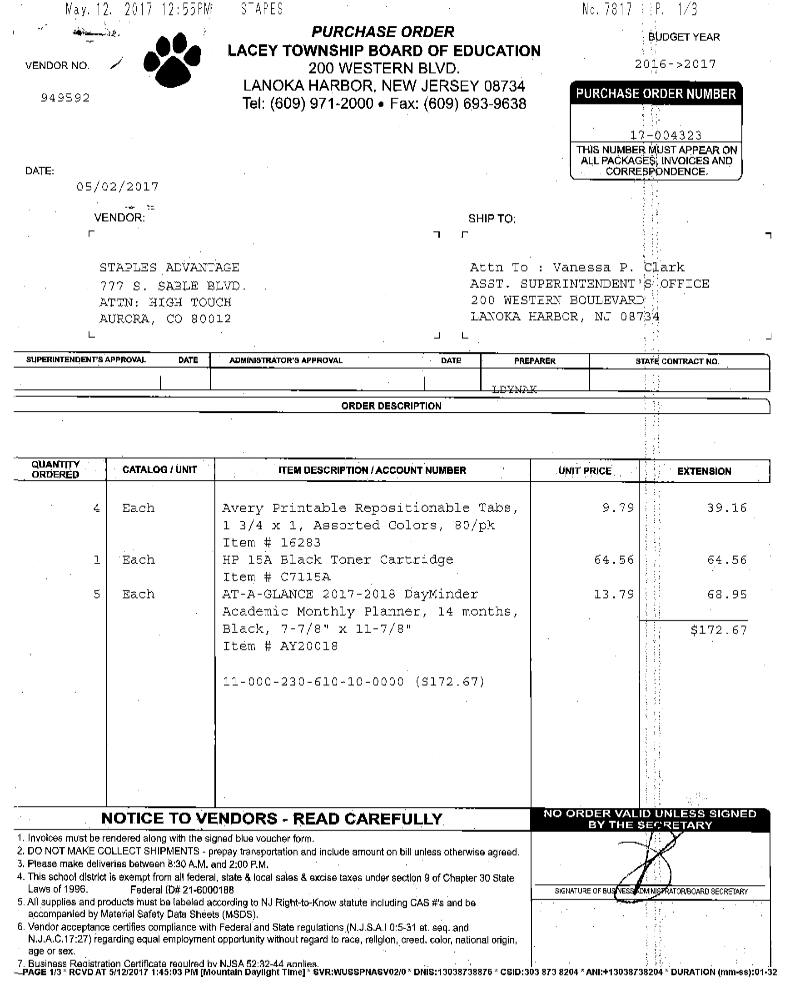 May. 12. 2017 12:55PM STAPES No. 7817 P. 1/3
PURCHASE ORDER
LACEY TOWNSHIP BOARD OF EDUCATION
200 WESTERN BLVD.
LANOKA HARBOR, NEW JERSEY 08734
Tel: (609) 971-2000 • Fax: (609) 693-9638
VENDOR NO.
949592
BUDGET YEAR
2016->2017
PURCHASE ORDER NUMBER
17-004323
THIS NUMBER MUST APPEAR ON
ALL PACKAGES, INVOICES AND
CORRESPONDENCE.
DATE:
05/02/2017
VENDOR:
STAPLES ADVANTAGE
777 S. SABLE BLVD.
ATTN: HIGH TOUCH
AURORA, CO 80012
SHIP TO:
Attn To : Vanessa P. Clark
ASST. SUPERINTENDENT'S OFFICE
200 WESTERN BOULEVARD
LANOKA HARBOR, NJ 08734
SUPERINTENDENT'S APPROVAL DATE ADMINISTRATOR'S APPROVAL DATE PREPARER STATE CONTRACT NO.
LDYNAK
ORDER DESCRIPTION
QUANTITY ORDERED CATALOG / UNIT ITEM DESCRIPTION / ACCOUNT NUMBER UNIT PRICE EXTENSION
4 Each Avery Printable Repositionable Tabs, 9.79 39.16
1 3/4 x 1, Assorted Colors, 80/pk
Item # 16283
1 Each HP 15A Black Toner Cartridge 64.56 64.56
Item # C7115A
5 Each AT-A-GLANCE 2017-2018 DayMinder 13.79 68.95
Academic Monthly Planner, 14 months,
Black, 7-7/8" x 11-7/8" $172.67
Item # AY20018
11-000-230-610-10-0000 ($172.67)
NOTICE TO VENDORS - READ CAREFULLY
1. Invoices must be rendered along with the signed blue voucher form.
2. DO NOT MAKE COLLECT SHIPMENTS - prepay transportation and include amount on bill unless otherwise agreed.
3. Please make deliveries between 8:30 A.M. and 2:00 P.M.
4. This school district is exempt from all federal, state & local sales & excise taxes under section 9 of Chapter 30 State
Laws of 1996. Federal ID# 21-6000188
5. All supplies and products must be labeled according to NJ Right-to-Know statute including CAS #'s and be
accompanied by Material Safety Data Sheets (MSDS).
6. Vendor acceptance certifies compliance with Federal and State regulations (N.J.S.A.I 0:5-31 et. seq. and
N.J.A.C.17:27) regarding equal employment opportunity without regard to race, religion, creed, color, national origin,
age or sex.
7. Business Registration Certificate required by NJSA 52:32-44 applies.
NO ORDER VALID UNLESS SIGNED
BY THE SECRETARY
SIGNATURE OF BUSINESS ADMINISTRATOR/BOARD SECRETARY
PAGE 1/3 * RCVD AT 5/12/2017 1:45:03 PM [Mountain Daylight Time] * SVR:WUSSPNASV02/0 * DNIS:13038738876 * CSID:303 873 8204 * ANI:+13038738204 * DURATION (mm-ss):01-32